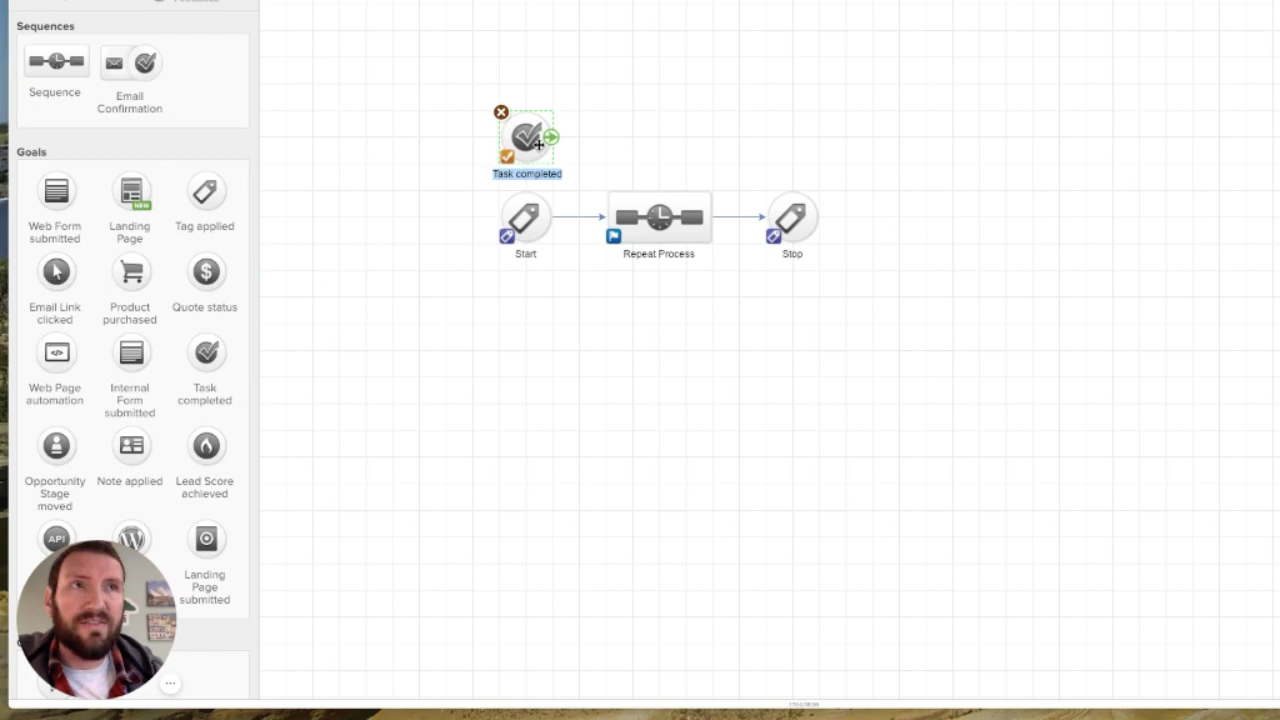 Sequences
Sequence
Email
Confirmation
Goals
Web Form
submitted
NEW
Landing
Page
Tag applied
Email Link
clicked
Product
purchased
Quote status
Web Page
automation
Internal
Form
submitted
Task
completed
Opportunity
Stage
moved
Note applied
Lead Score
achieved
API
Landing
Page
submitted
Task completed
Start
Repeat Process
Stop